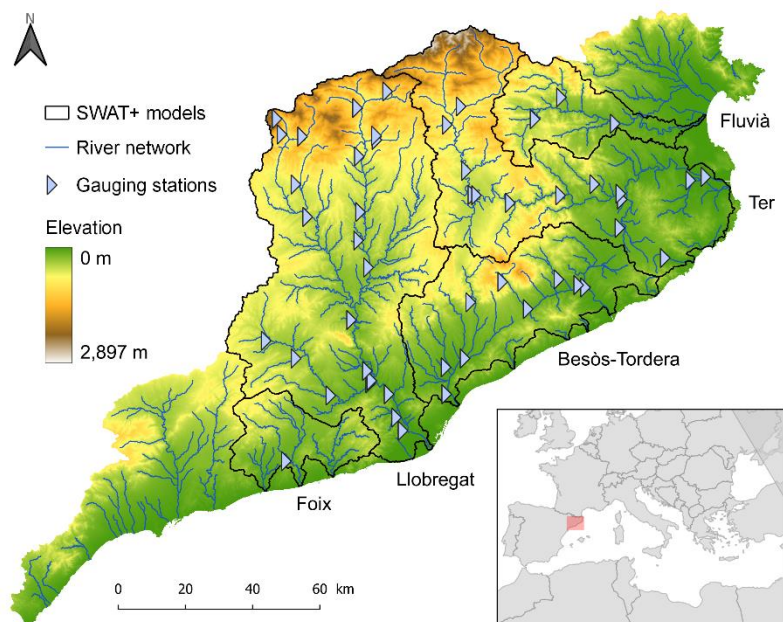 N
SWAT+ models
River network
Gauging stations
Elevation
0 m
2,897 m
Fluvià
Ter
Besòs-Tordera
Llobregat
Foix
0 20 40 60 km